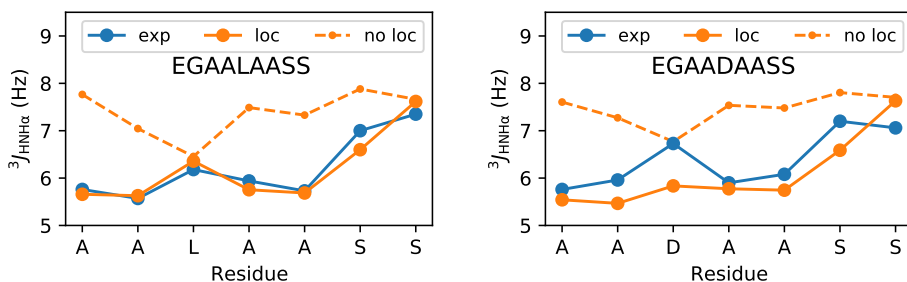 exp loc no loc
EGAALAASS
³J_HNHα (Hz)
9
8
7
6
5
A A L A A S S
Residue
exp loc no loc
EGAADAASS
³J_HNHα (Hz)
9
8
7
6
5
A A D A A S S
Residue